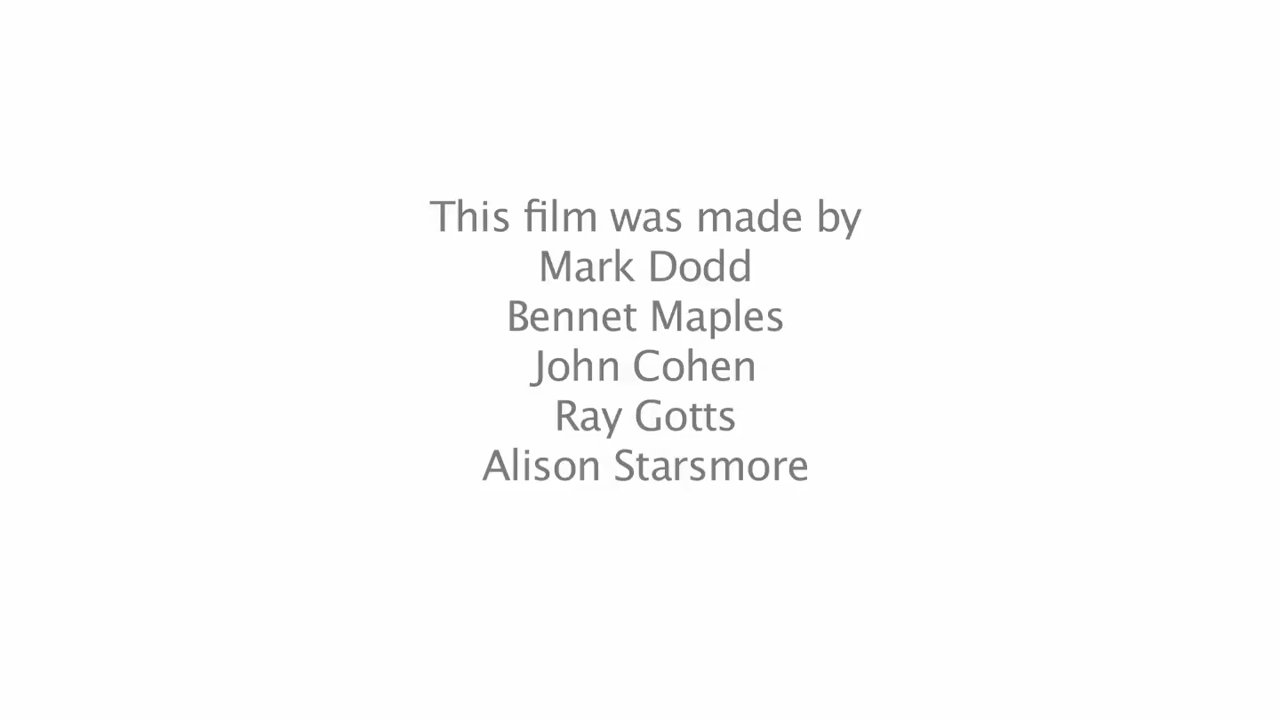 This film was made by
Mark Dodd
Bennet Maples
John Cohen
Ray Gotts
Alison Starsmore